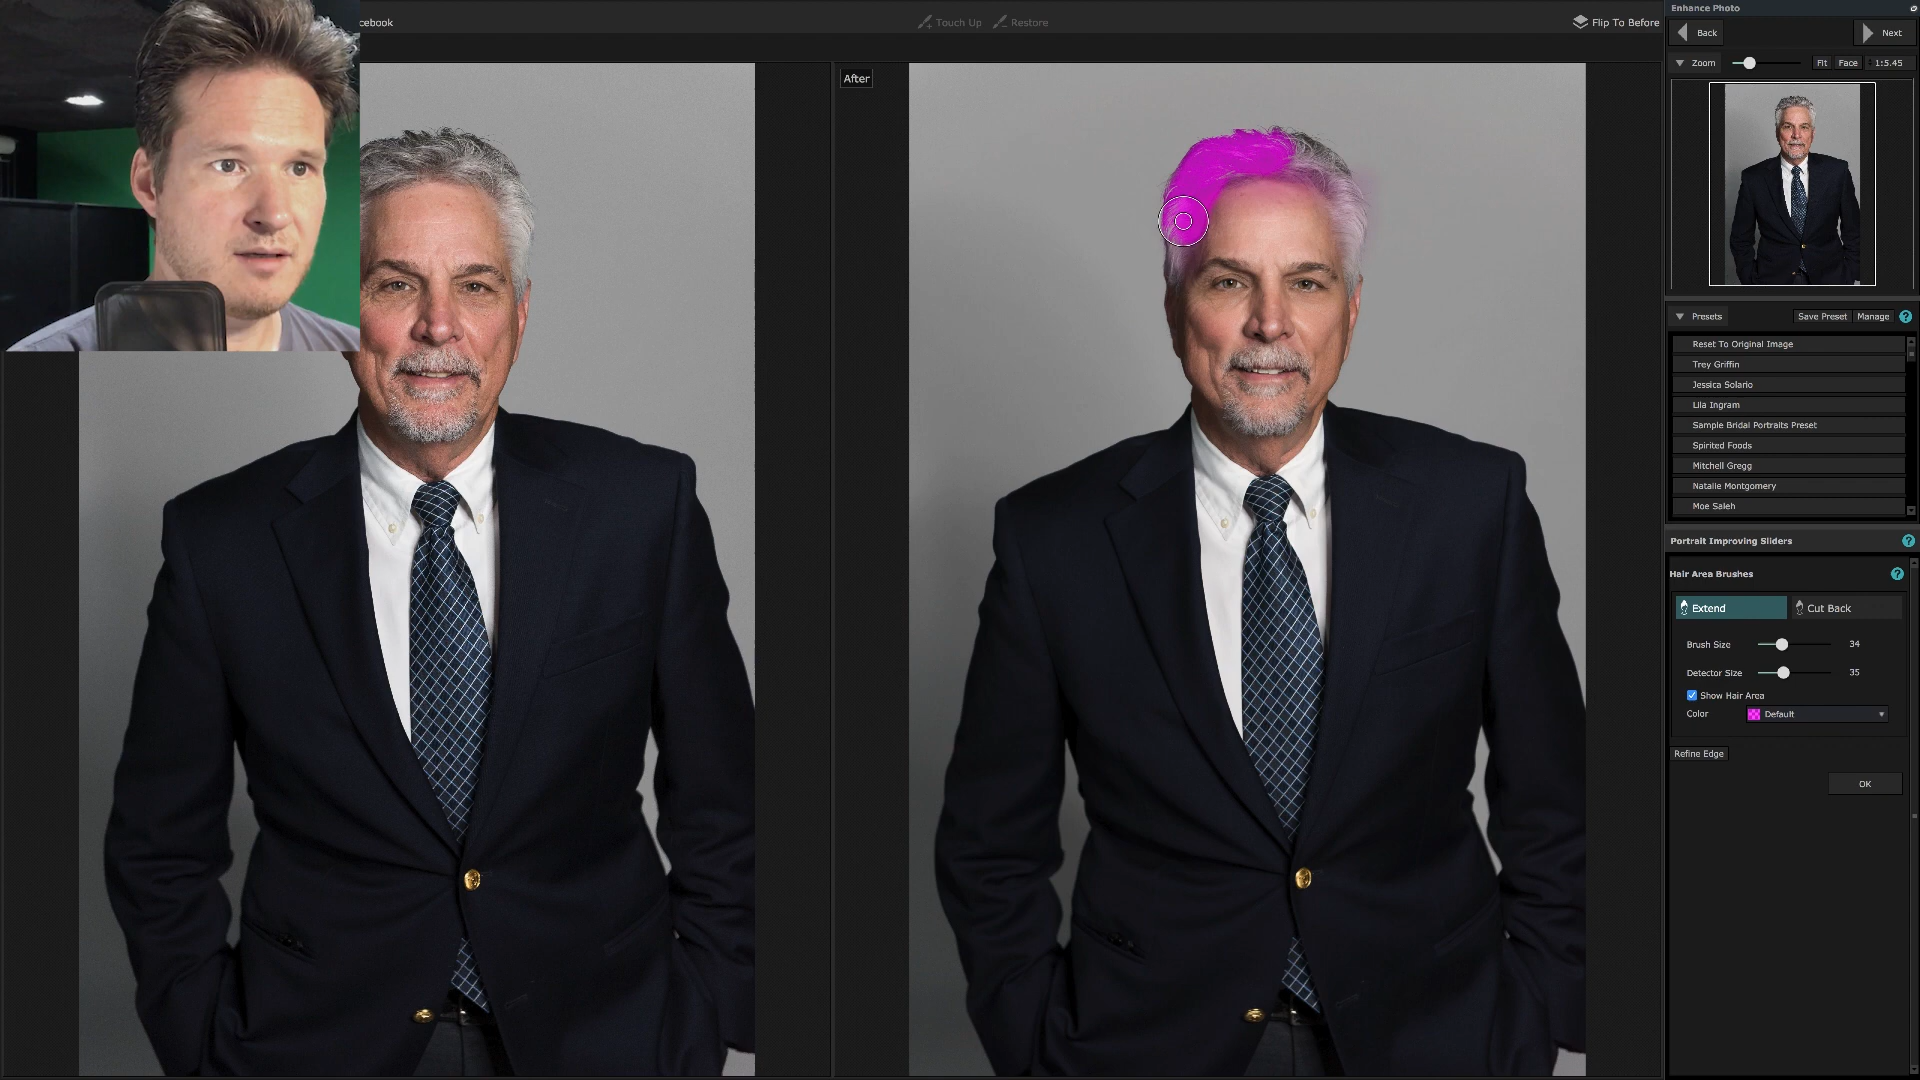 cebook
Touch Up
Restore
Flip To Before
After
Enhance Photo
Back
Next
Zoom
Fit
Face
1:5.45
Presets
Save Preset
Manage
?
Reset To Original Image
Trey Griffin
Jessica Solario
Lila Ingram
Sample Bridal Portraits Preset
Spirited Foods
Mitchell Gregg
Natalie Montgomery
Moe Saleh
Portrait Improving Sliders
?
Hair Area Brushes
?
Extend
Cut Back
Brush Size
34
Detector Size
35
Show Hair Area
Color
Default
Refine Edge
OK